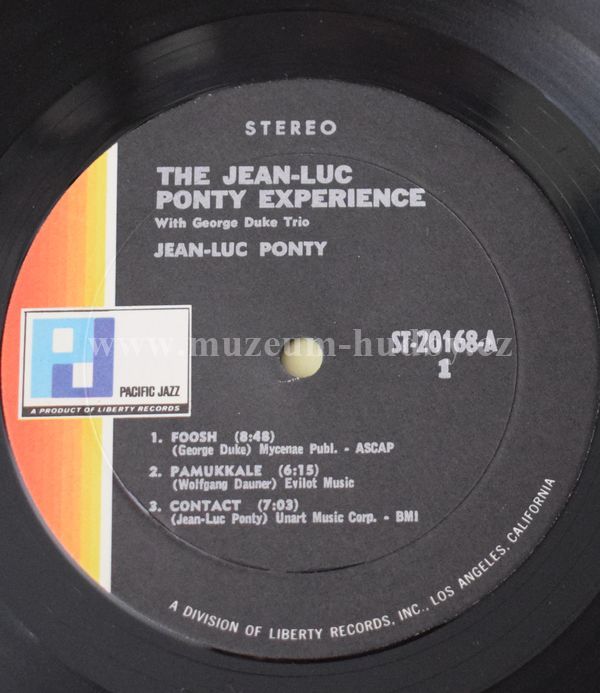 STEREO
THE JEAN-LUC
PONTY EXPERIENCE
With George Duke Trio
JEAN-LUC PONTY
www.muzeum-hudby.cz
ST-20168-A
1
PJ
PACIFIC JAZZ
A PRODUCT OF LIBERTY RECORDS
1. FOOSH (8:48)
(George Duke) Mycenae Publ. - ASCAP
2. PAMUKKALE (6:15)
(Wolfgang Dauner) Evilot Music
3. CONTACT (7:03)
(Jean-Luc Ponty) Unart Music Corp. - BMI
A DIVISION OF LIBERTY RECORDS, INC., LOS ANGELES, CALIFORNIA